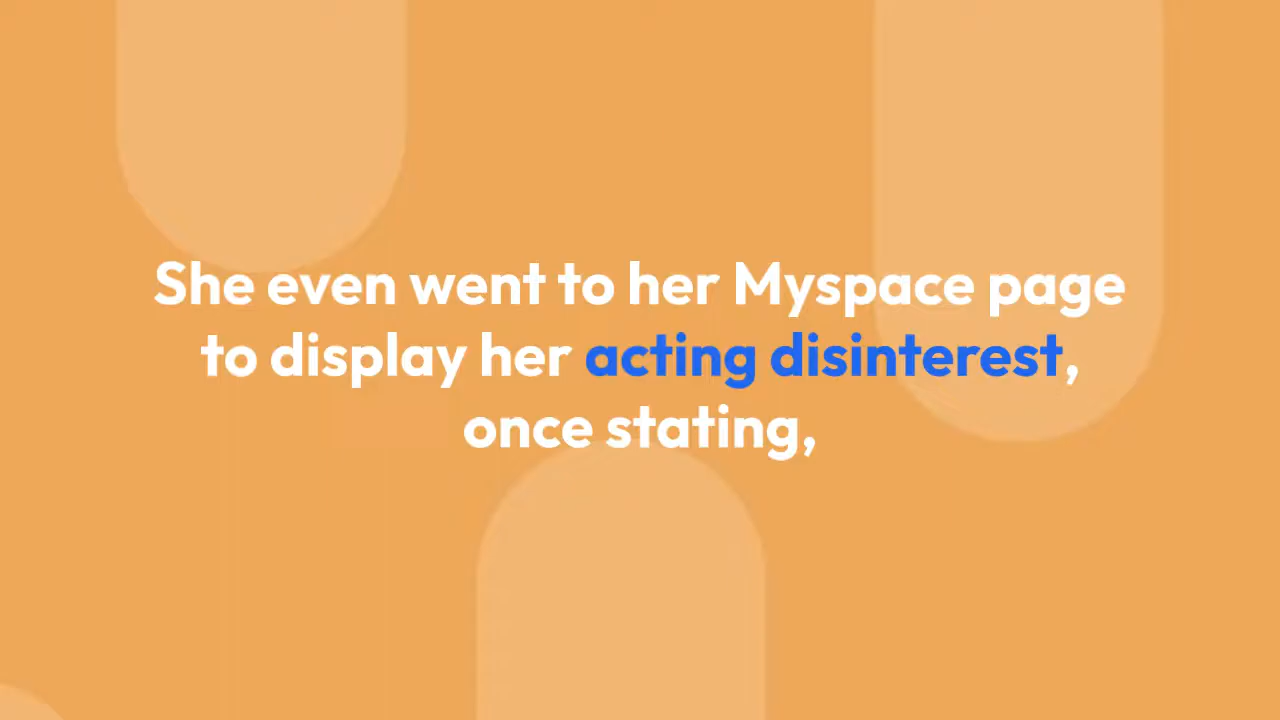 She even went to her Myspace page
to display her acting disinterest,
once stating,